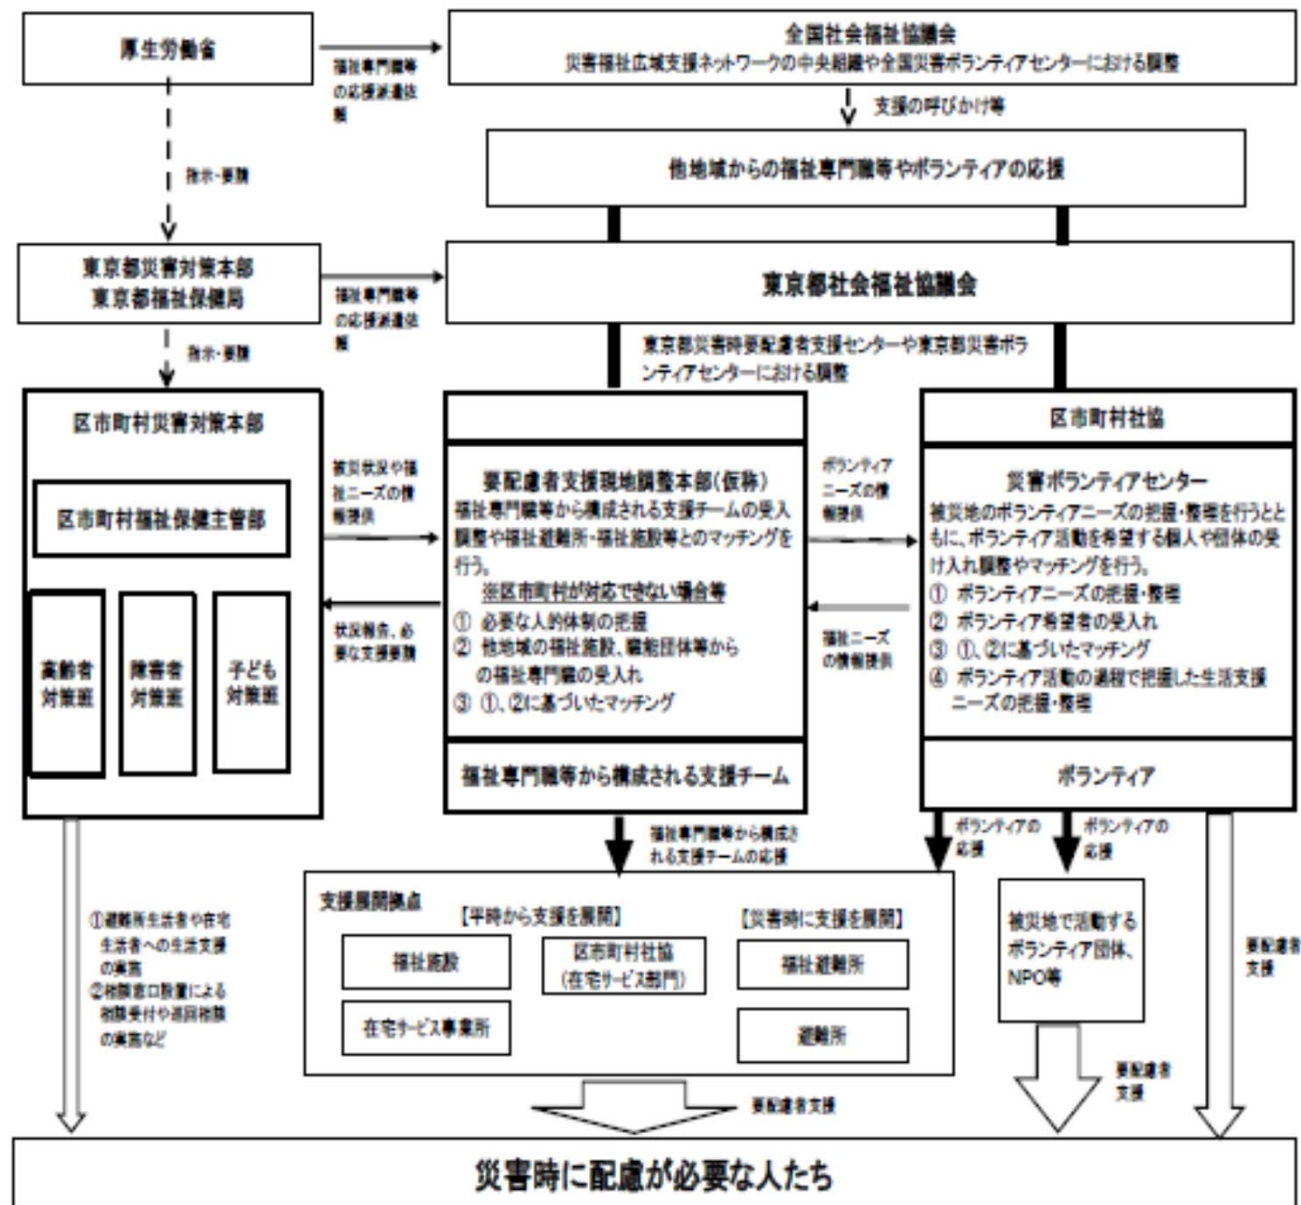 厚生労働省
福祉専門職等
の応援派遣依
頼
全国社会福祉協議会
災害福祉広域支援ネットワークの中央組織や全国災害ボランティアセンターにおける調整
支援の呼びかけ等
他地域からの福祉専門職等やボランティアの応援
指示・要請
東京都災害対策本部
東京都福祉保健局
福祉専門職等
の応援派遣依
頼
東京都社会福祉協議会
指示・要請
東京都災害時要配慮者支援センターや東京都災害ボラ
ンティアセンターにおける調整
区市町村災害対策本部
区市町村福祉保健主管部
高齢者
対策班
障害者
対策班
子ども
対策班
被災状況や福
祉ニーズの情
報提供
状況報告、必
要な支援要請
要配慮者支援現地調整本部(仮称)
福祉専門職等から構成される支援チームの受入
調整や福祉避難所・福祉施設等とのマッチングを
行う。
※区市町村が対応できない場合等
① 必要な人的体制の把握
② 他地域の福祉施設、職能団体等から
の福祉専門職の受入れ
③ ①、②に基づいたマッチング
福祉専門職等から構成される支援チーム
ボランティア
ニーズの情
報提供
福祉ニーズ
の情報提供
区市町村社協
災害ボランティアセンター
被災地のボランティアニーズの把握・整理を行うとと
もに、ボランティア活動を希望する個人や団体の受
け入れ調整やマッチングを行う。
① ボランティアニーズの把握・整理
② ボランティア希望者の受入れ
③ ①、②に基づいたマッチング
④ ボランティア活動の過程で把握した生活支援
ニーズの把握・整理
ボランティア
福祉専門職等から構成さ
れる支援チームの応援
ボランティアの
応援
ボランティアの
応援
①避難所生活者や在宅
生活者への生活支援
の実施
②相談窓口設置による
相談受付や巡回相談
の実施など
支援展開拠点
【平時から支援を展開】
【災害時に支援を展開】
福祉施設
区市町村社協
(在宅サービス部門)
福祉避難所
在宅サービス事業所
避難所
被災地で活動する
ボランティア団体、
NPO等
要配慮者
支援
要配慮者
支援
要配慮者支援
災害時に配慮が必要な人たち